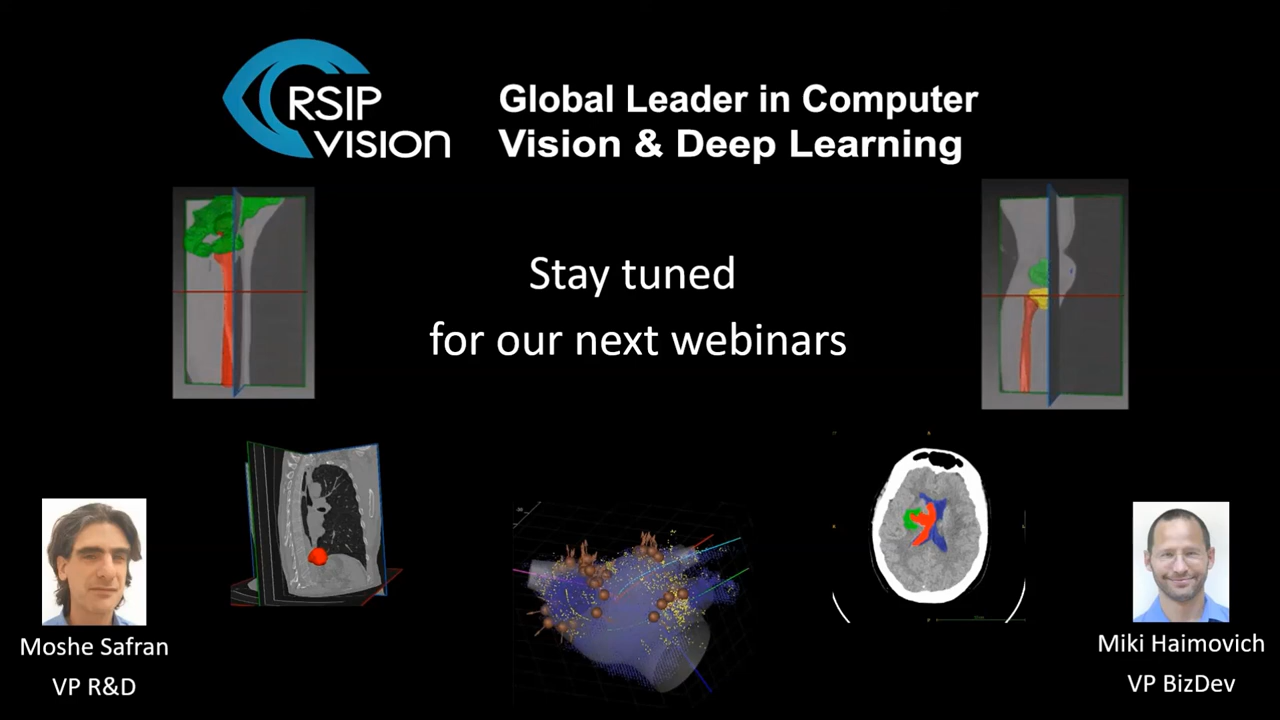 RSIP
VISION
Global Leader in Computer
Vision & Deep Learning
Stay tuned
for our next webinars
Moshe Safran
VP R&D
Miki Haimovich
VP BizDev